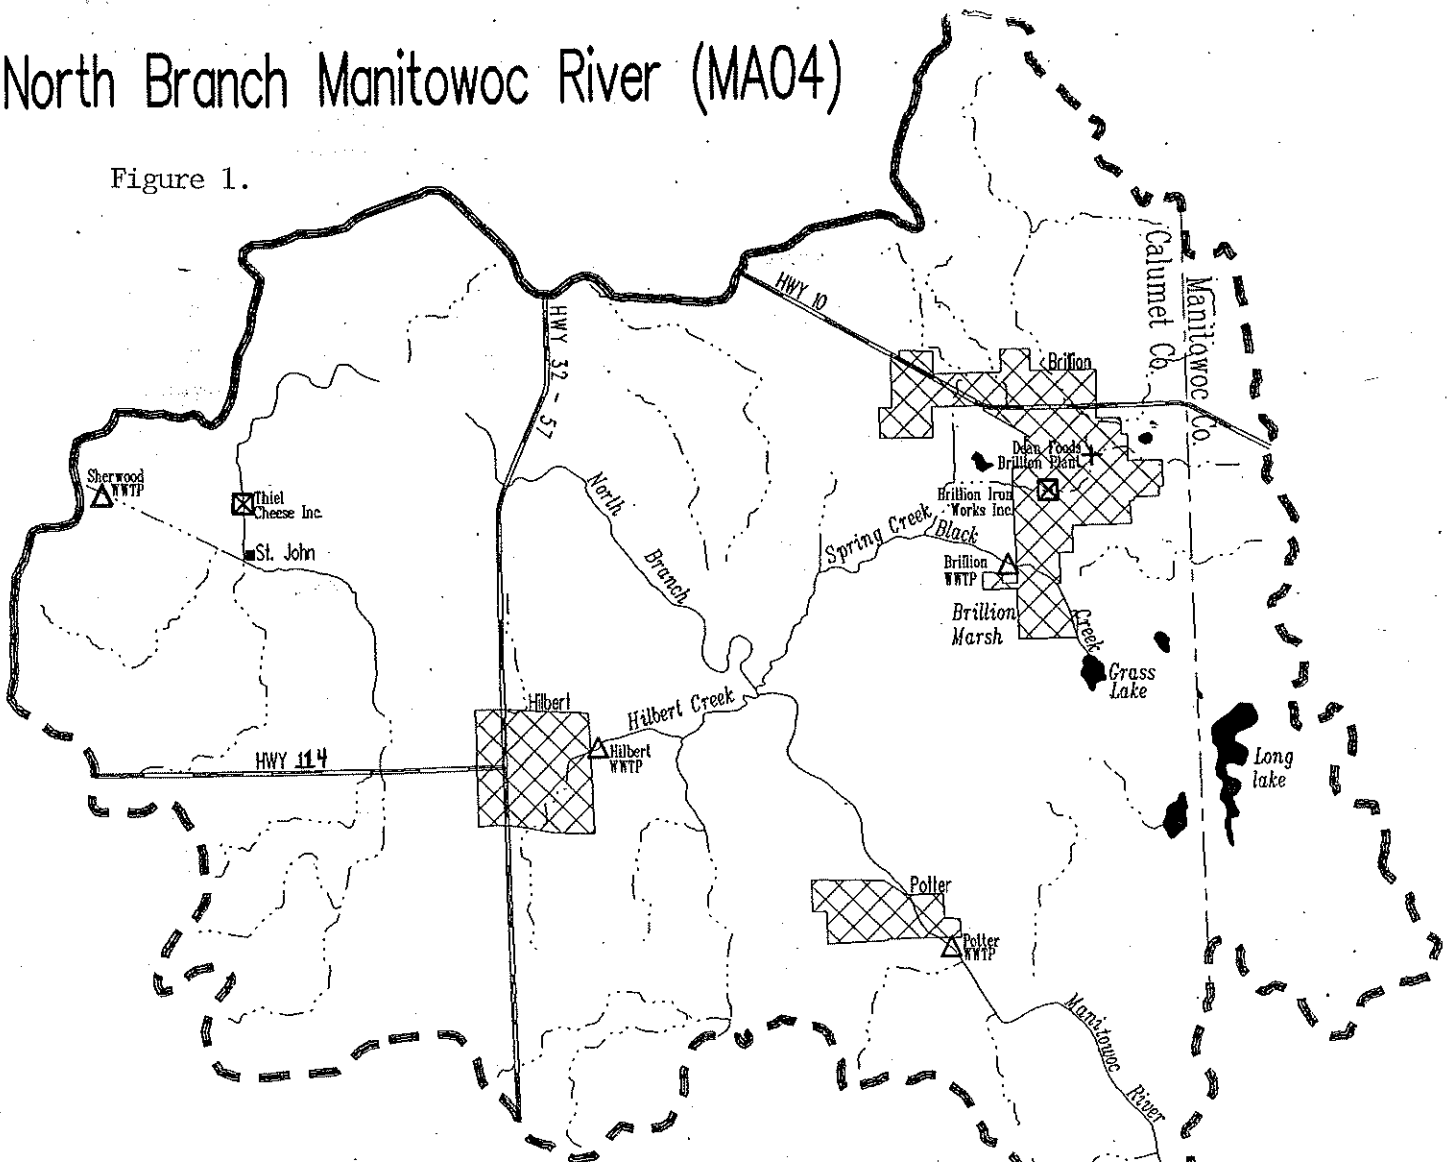 North Branch Manitowoc River (MA04)
Figure 1.
HWY 10
Calumet Co.
Manitowoc Co.
HWY 32 - 57
Brillion
Dean Foods
Brillion Plant
Sherwood
WWTP
Thiel
Cheese Inc.
St. John
North
Branch
Brillion Iron
Works Inc.
Spring Creek
Black
Creek
Brillion
WWTP
Brillion
Marsh
Grass
Lake
Hilbert
Hilbert Creek
Hilbert
WWTP
HWY 114
Long
lake
Potter
Potter
WWTP
Manitowoc
River